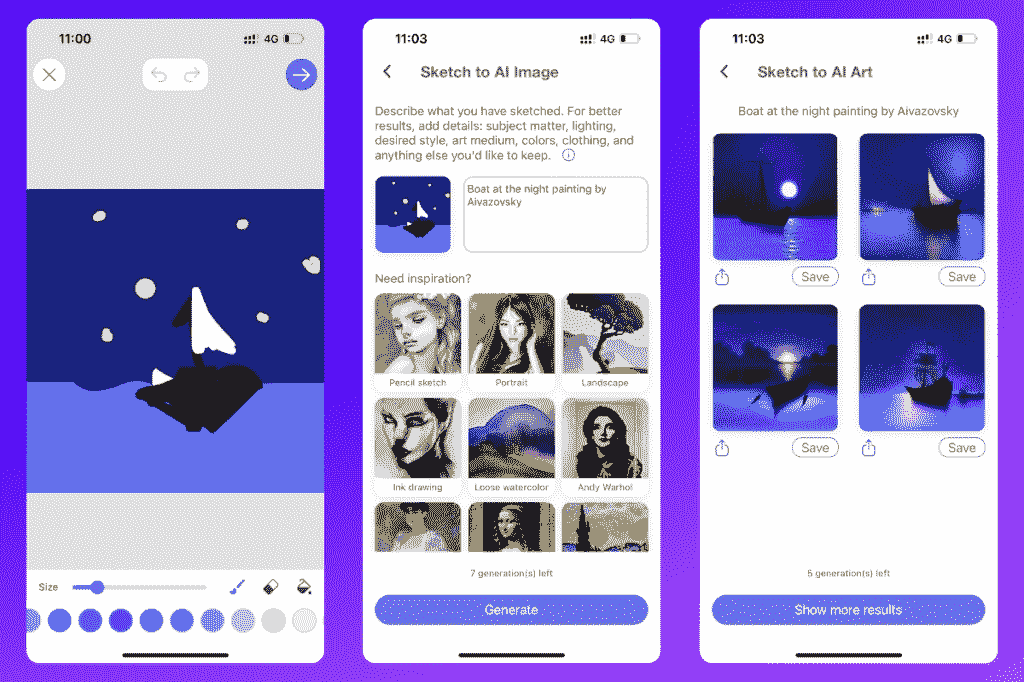 11:00
4G
Size
11:03
4G
Sketch to AI Image
Describe what you have sketched. For better
results, add details: subject matter, lighting,
desired style, art medium, colors, clothing, and
anything else you'd like to keep.
Boat at the night painting by
Aivazovsky
Need inspiration?
Pencil sketch
Portrait
Landscape
Ink drawing
Loose watercolor
Andy Warhol
7 generation(s) left
Generate
11:03
4G
Sketch to AI Art
Boat at the night painting by Aivazovsky
Save
Save
Save
Save
5 generation(s) left
Show more results